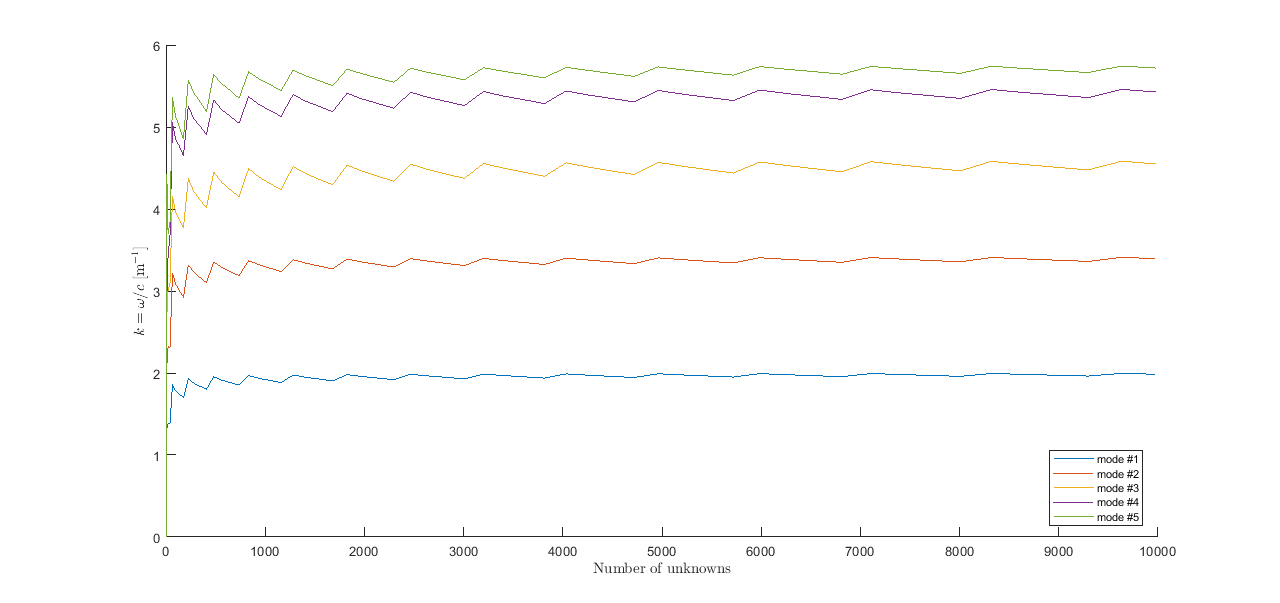 6
5
4
3
2
1
0
k = ω/c [m⁻¹]
0 1000 2000 3000 4000 5000 6000 7000 8000 9000 10000
Number of unknowns
mode #1
mode #2
mode #3
mode #4
mode #5